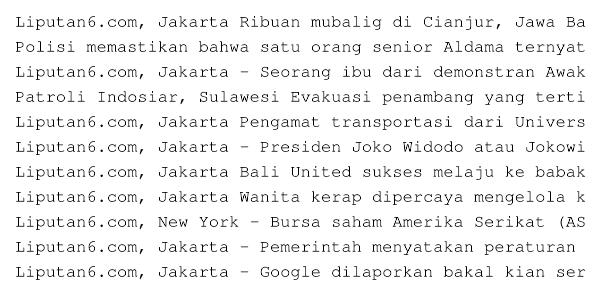 Liputan6.com, Jakarta Ribuan mubalig di Cianjur, Jawa Ba
Polisi memastikan bahwa satu orang senior Aldama ternyat
Liputan6.com, Jakarta - Seorang ibu dari demonstran Awak
Patroli Indosiar, Sulawesi Evakuasi penambang yang terti
Liputan6.com, Jakarta Pengamat transportasi dari Univers
Liputan6.com, Jakarta - Presiden Joko Widodo atau Jokowi
Liputan6.com, Jakarta Bali United sukses melaju ke babak
Liputan6.com, Jakarta Wanita kerap dipercaya mengelola k
Liputan6.com, New York - Bursa saham Amerika Serikat (AS
Liputan6.com, Jakarta - Pemerintah menyatakan peraturan
Liputan6.com, Jakarta - Google dilaporkan bakal kian ser